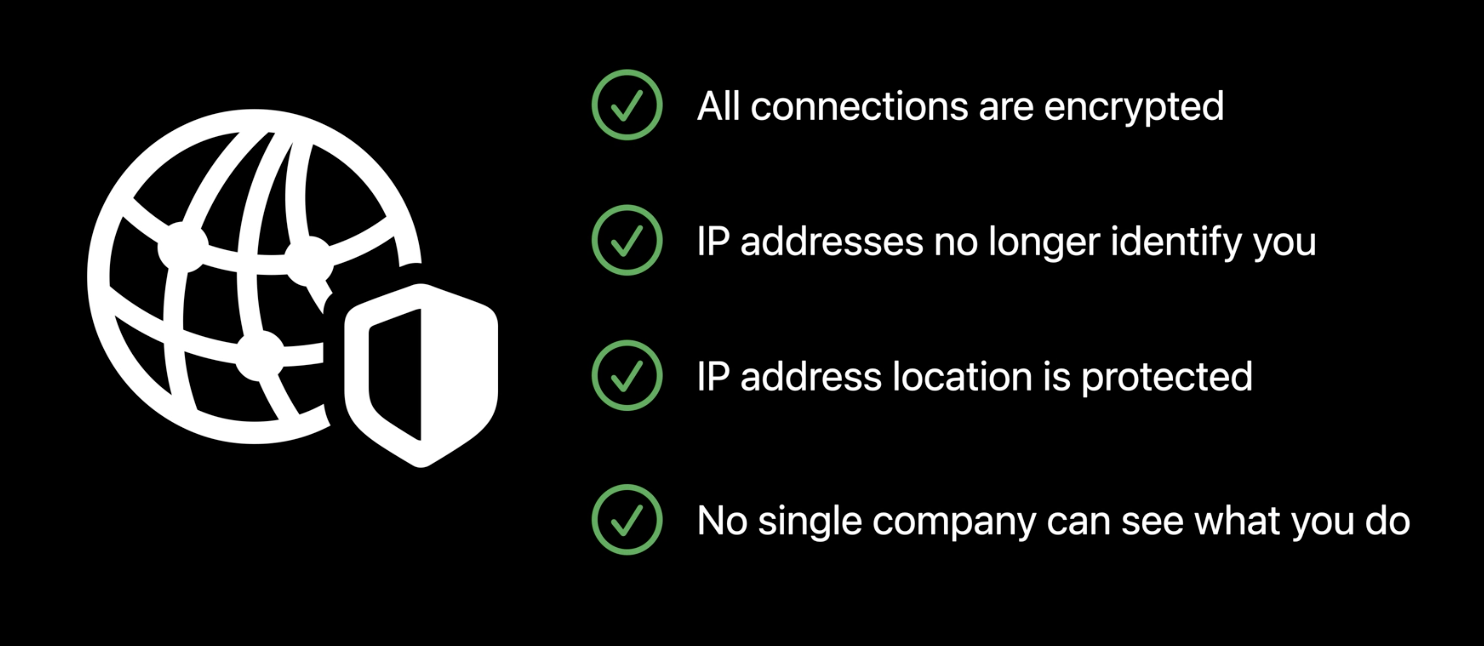 All connections are encrypted
IP addresses no longer identify you
IP address location is protected
No single company can see what you do